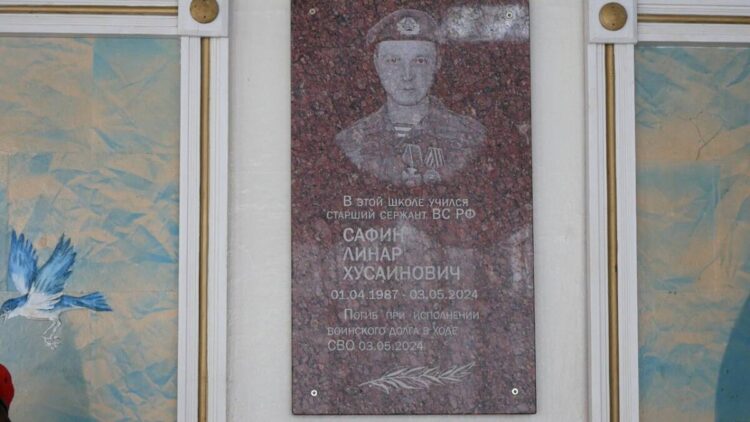 В этой школе учился
старший сержант ВС РФ
САФИН
ЛИНАР
ХУСАИНОВИЧ
01.04.1987 - 03.05.2024
Погиб при исполнении
воинского долга в ходе
СВО 03.05.2024